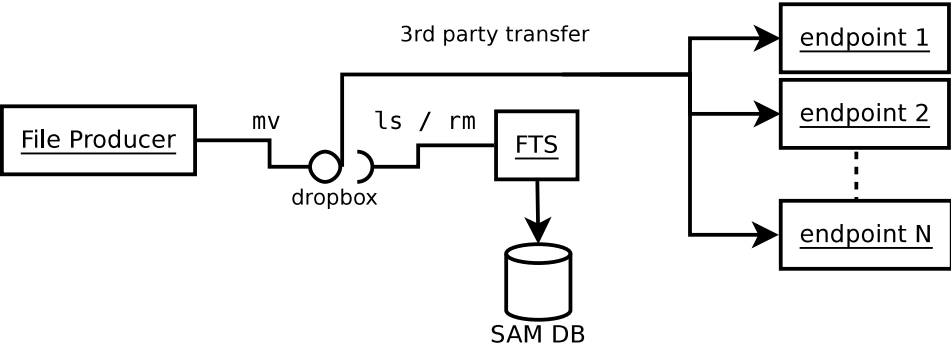 3rd party transfer
endpoint 1
endpoint 2
endpoint N
File Producer
mv
ls / rm
FTS
dropbox
SAM DB